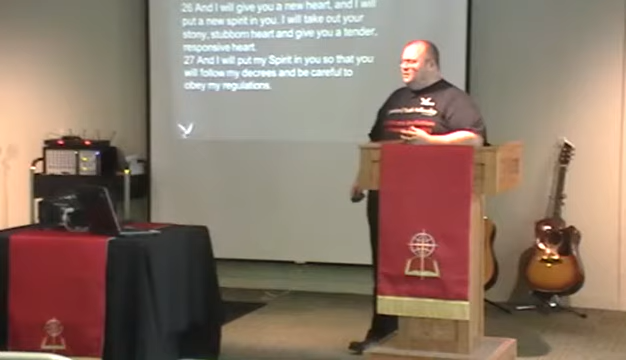 26 And I will give you a new heart, and I will
put a new spirit in you. I will take out your
stony, stubborn heart and give you a tender,
responsive heart.
27 And I will put my Spirit in you so that you
will follow my decrees and be careful to
obey my regulations.